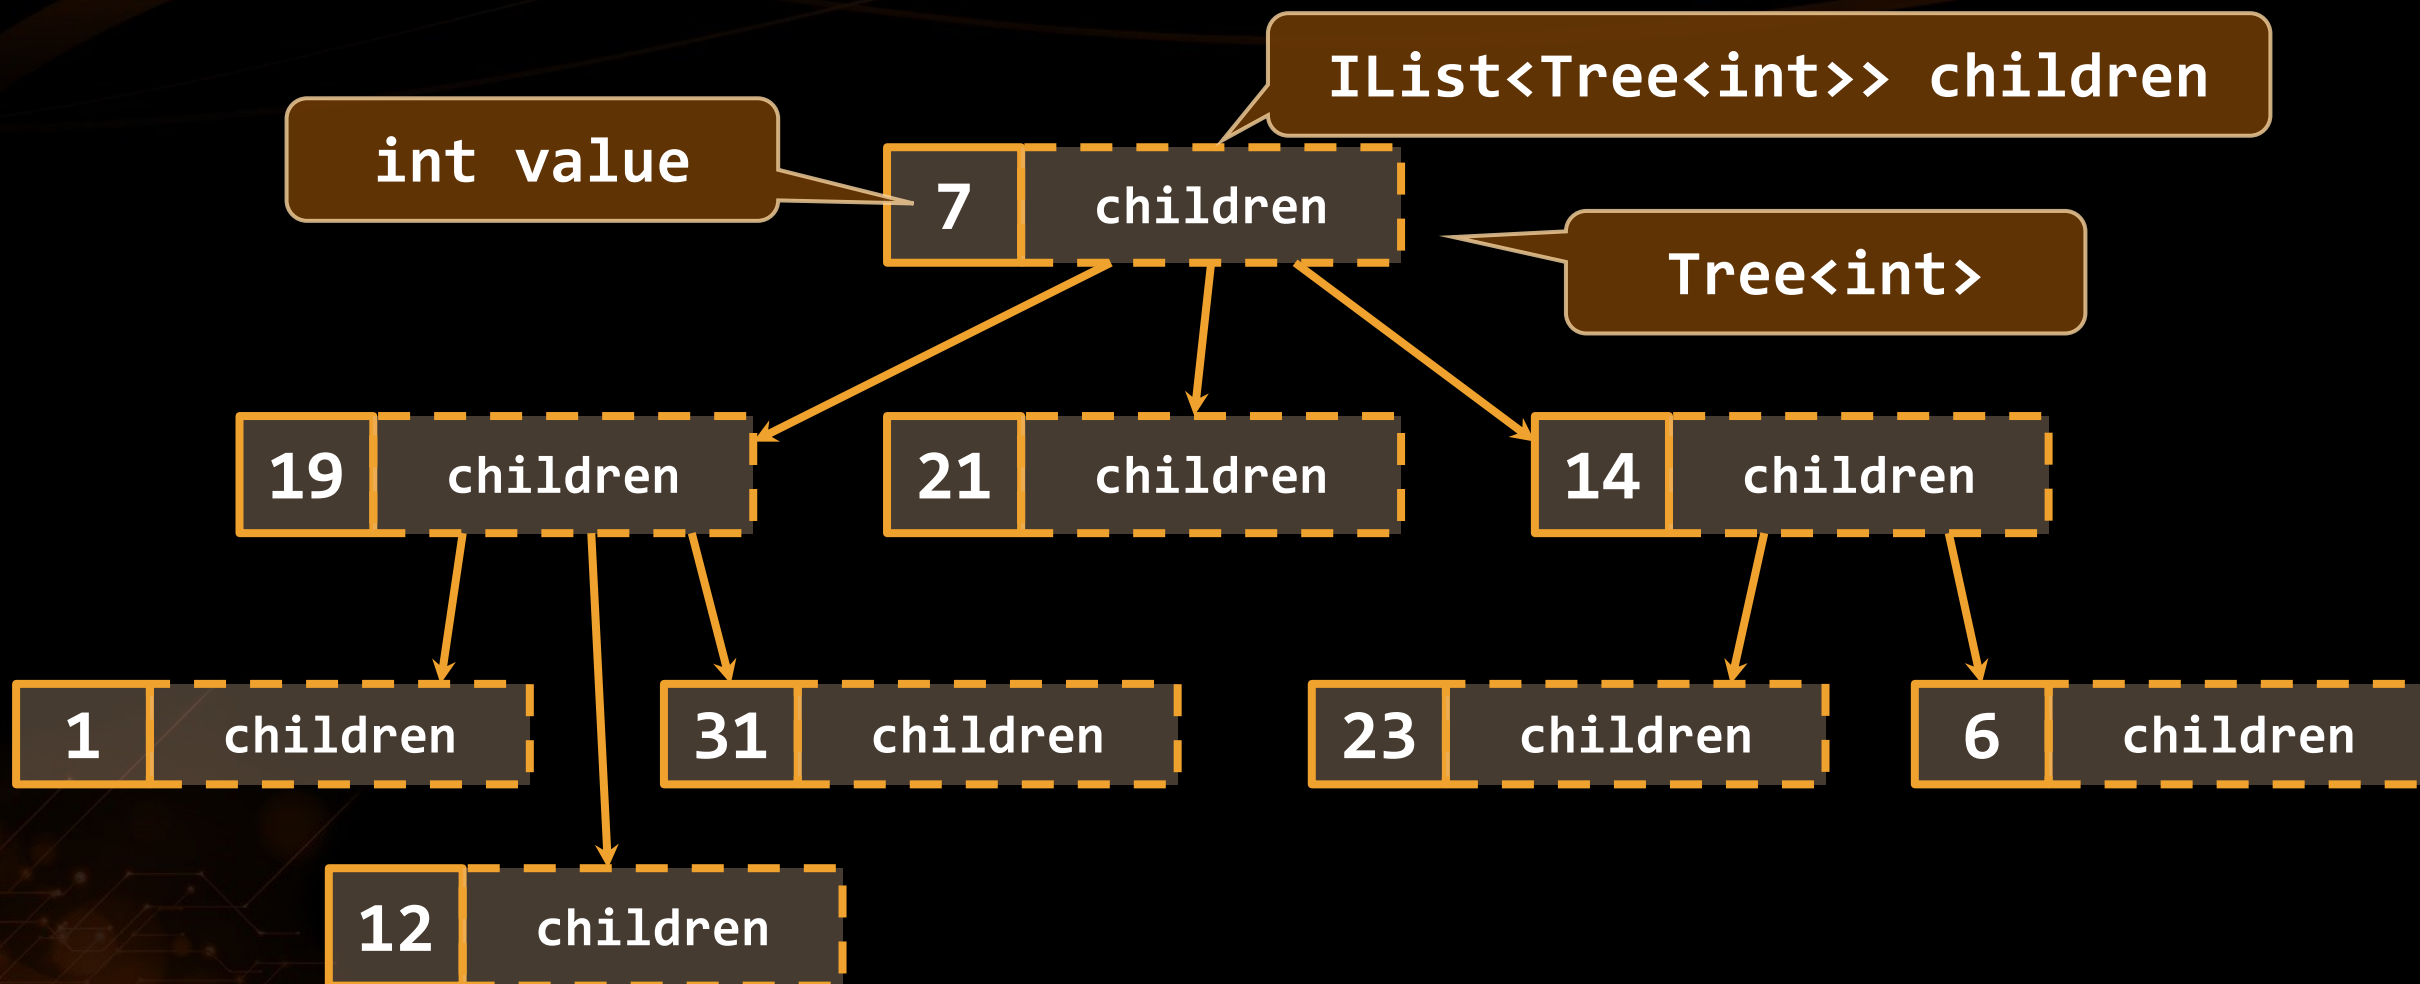 IList<Tree<int>> children
int value
7 children
Tree<int>
19 children
21 children
14 children
1 children
31 children
23 children
6 children
12 children